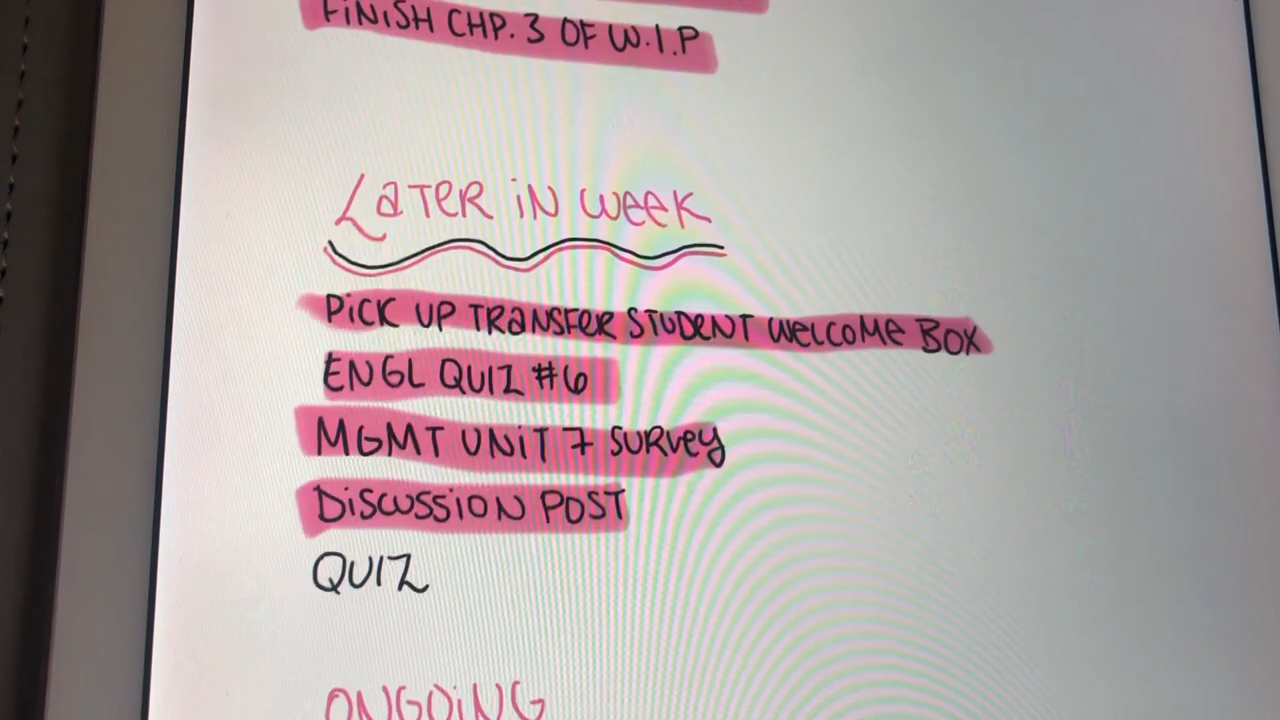 FINISH CHP. 3 OF W.I.P
LATER IN WEEK
PICK UP TRANSFER STUDENT WELCOME BOX
ENGL QUIZ #6
MGMT UNIT 7 SURVEY
DISCUSSION POST
QUIZ
ONGOING